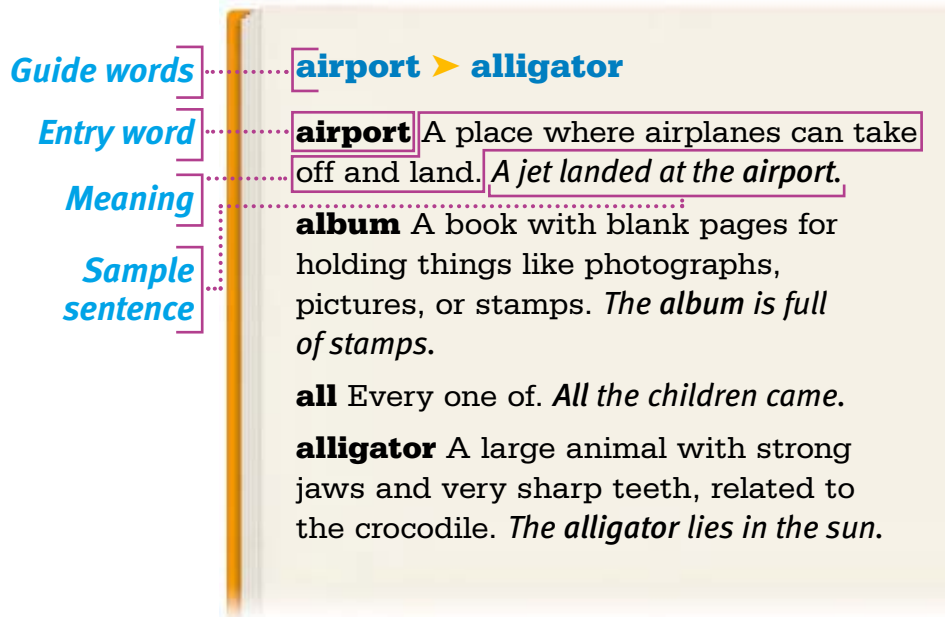 Guide words
airport ➤ alligator
Entry word
airport A place where airplanes can take
off and land. A jet landed at the airport.
Meaning
album A book with blank pages for
Sample
sentence
holding things like photographs,
pictures, or stamps. The album is full
of stamps.
all Every one of. All the children came.
alligator A large animal with strong
jaws and very sharp teeth, related to
the crocodile. The alligator lies in the sun.